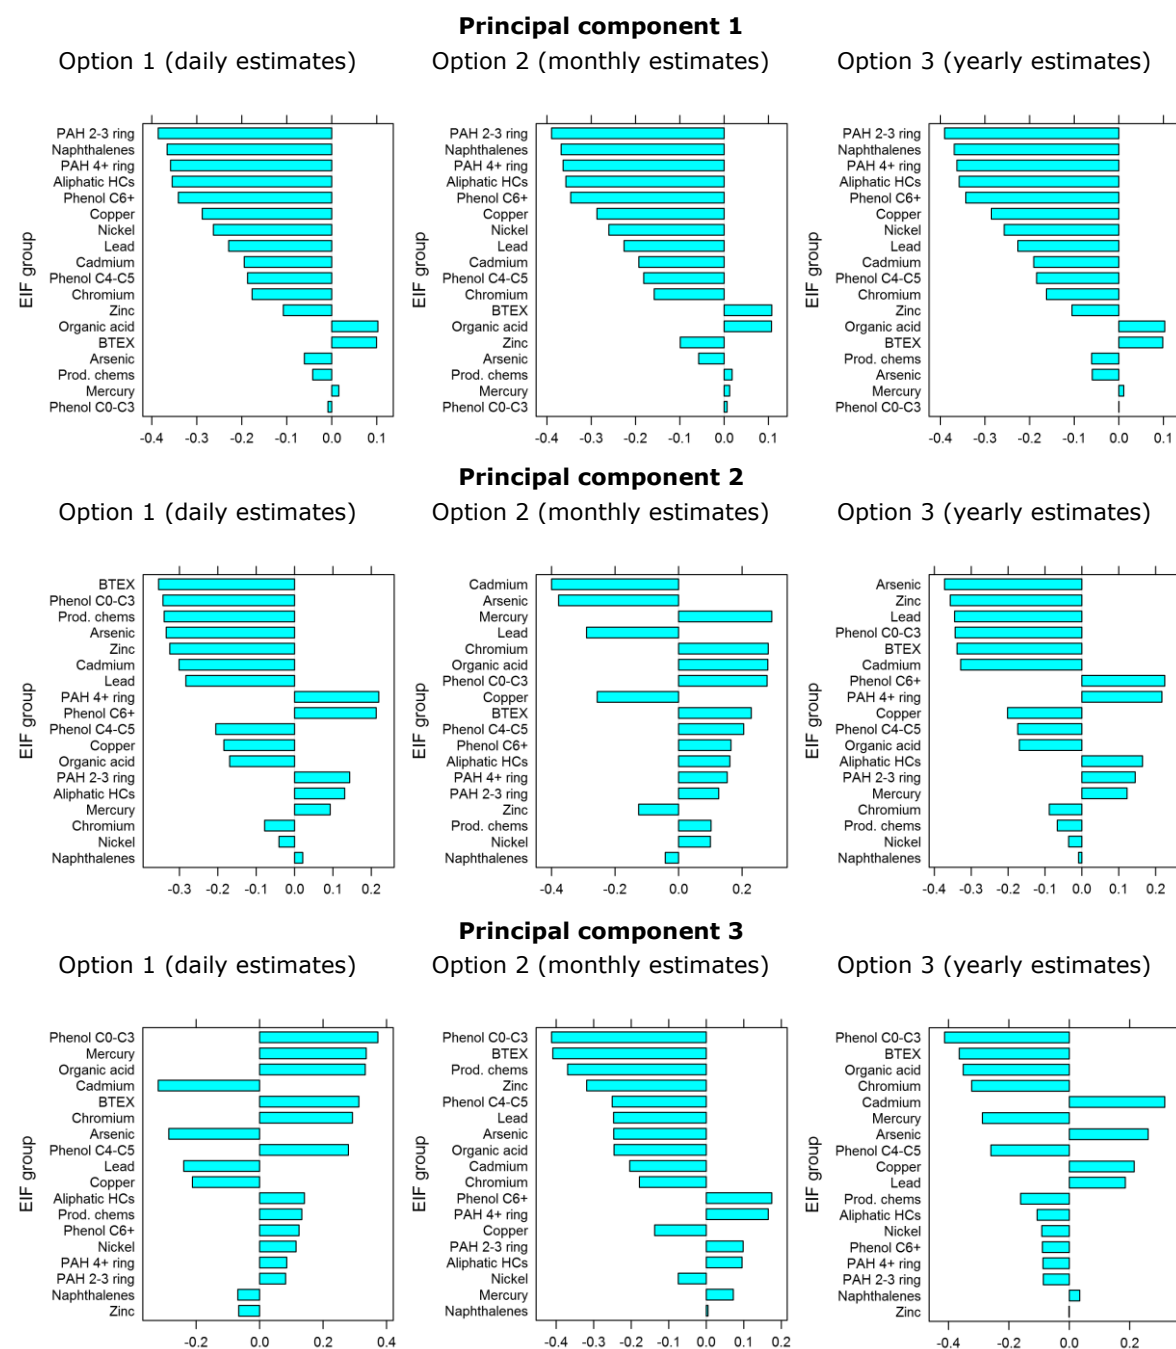 Principal component 1
Option 1 (daily estimates)
Option 2 (monthly estimates)
Option 3 (yearly estimates)
EIF group
PAH 2-3 ring
Naphthalenes
PAH 4+ ring
Aliphatic HCs
Phenol C6+
Copper
Nickel
Lead
Cadmium
Phenol C4-C5
Chromium
Zinc
Organic acid
BTEX
Arsenic
Prod. chems
Mercury
Phenol C0-C3
-0.4 -0.3 -0.2 -0.1 0.0 0.1
EIF group
PAH 2-3 ring
Naphthalenes
PAH 4+ ring
Aliphatic HCs
Phenol C6+
Copper
Nickel
Lead
Cadmium
Phenol C4-C5
Chromium
BTEX
Organic acid
Zinc
Arsenic
Prod. chems
Mercury
Phenol C0-C3
-0.4 -0.3 -0.2 -0.1 0.0 0.1
EIF group
PAH 2-3 ring
Naphthalenes
PAH 4+ ring
Aliphatic HCs
Phenol C6+
Copper
Nickel
Lead
Cadmium
Phenol C4-C5
Chromium
Zinc
Organic acid
BTEX
Prod. chems
Arsenic
Mercury
Phenol C0-C3
-0.4 -0.3 -0.2 -0.1 0.0 0.1
Principal component 2
Option 1 (daily estimates)
Option 2 (monthly estimates)
Option 3 (yearly estimates)
EIF group
BTEX
Phenol C0-C3
Prod. chems
Arsenic
Zinc
Cadmium
Lead
PAH 4+ ring
Phenol C6+
Phenol C4-C5
Copper
Organic acid
PAH 2-3 ring
Aliphatic HCs
Mercury
Chromium
Nickel
Naphthalenes
-0.3 -0.2 -0.1 0.0 0.1 0.2
EIF group
Cadmium
Arsenic
Mercury
Lead
Chromium
Organic acid
Phenol C0-C3
Copper
BTEX
Phenol C4-C5
Phenol C6+
Aliphatic HCs
PAH 4+ ring
PAH 2-3 ring
Zinc
Prod. chems
Nickel
Naphthalenes
-0.4 -0.2 0.0 0.2
EIF group
Arsenic
Zinc
Lead
Phenol C0-C3
BTEX
Cadmium
Phenol C6+
PAH 4+ ring
Copper
Phenol C4-C5
Organic acid
Aliphatic HCs
PAH 2-3 ring
Mercury
Chromium
Prod. chems
Nickel
Naphthalenes
-0.4 -0.3 -0.2 -0.1 0.0 0.1 0.2
Principal component 3
Option 1 (daily estimates)
Option 2 (monthly estimates)
Option 3 (yearly estimates)
EIF group
Phenol C0-C3
Mercury
Organic acid
Cadmium
BTEX
Chromium
Arsenic
Phenol C4-C5
Lead
Copper
Aliphatic HCs
Prod. chems
Phenol C6+
Nickel
PAH 4+ ring
PAH 2-3 ring
Naphthalenes
Zinc
-0.2 0.0 0.2 0.4
EIF group
Phenol C0-C3
BTEX
Prod. chems
Zinc
Phenol C4-C5
Lead
Arsenic
Organic acid
Cadmium
Chromium
Phenol C6+
PAH 4+ ring
Copper
PAH 2-3 ring
Aliphatic HCs
Nickel
Mercury
Naphthalenes
-0.4 -0.3 -0.2 -0.1 0.0 0.1 0.2
EIF group
Phenol C0-C3
BTEX
Organic acid
Chromium
Cadmium
Mercury
Arsenic
Phenol C4-C5
Copper
Lead
Prod. chems
Aliphatic HCs
Nickel
Phenol C6+
PAH 4+ ring
PAH 2-3 ring
Naphthalenes
Zinc
-0.4 -0.2 0.0 0.2